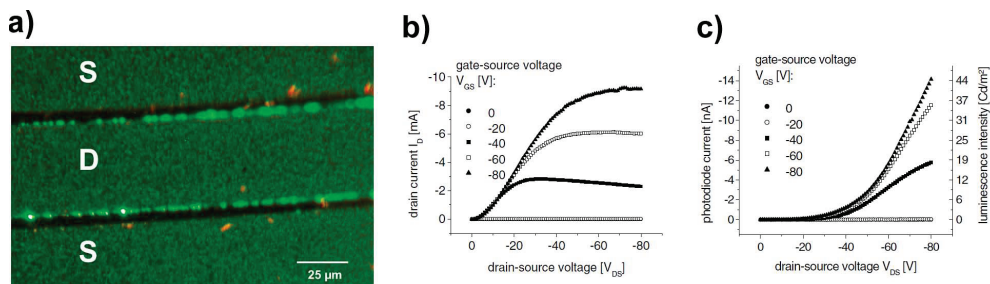 a)
S
D
S
25 µm
b)
gate-source voltage
V_GS [V]:
0
-20
-40
-60
-80
drain current I_D [mA]
-10
-8
-6
-4
-2
0
0 -20 -40 -60 -80
drain-source voltage [V_DS]
c)
gate-source voltage
V_GS [V]:
0
-20
-40
-60
-80
photodiode current [nA]
-14
-12
-10
-8
-6
-4
-2
0
luminescence intensity [Cd/m²]
44
37
31
25
18
12
6
0
0 -20 -40 -60 -80
drain-source voltage V_DS [V]